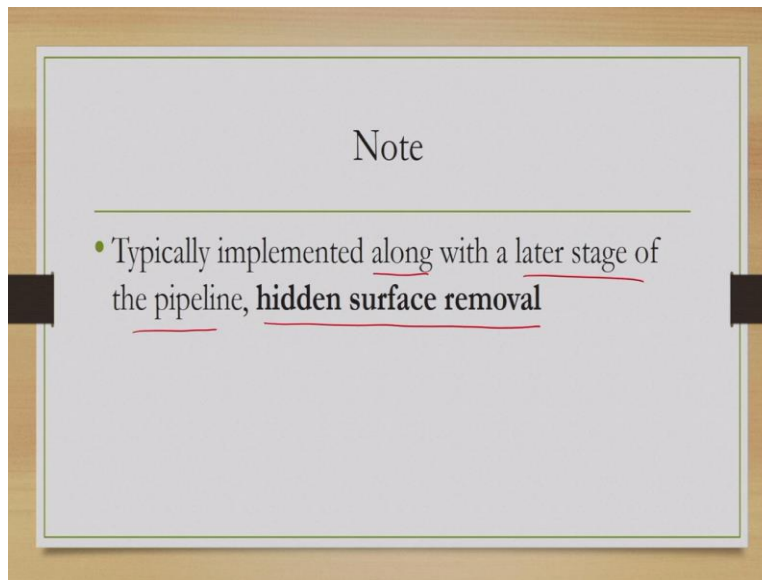 Note
• Typically implemented along with a later stage of
the pipeline, hidden surface removal